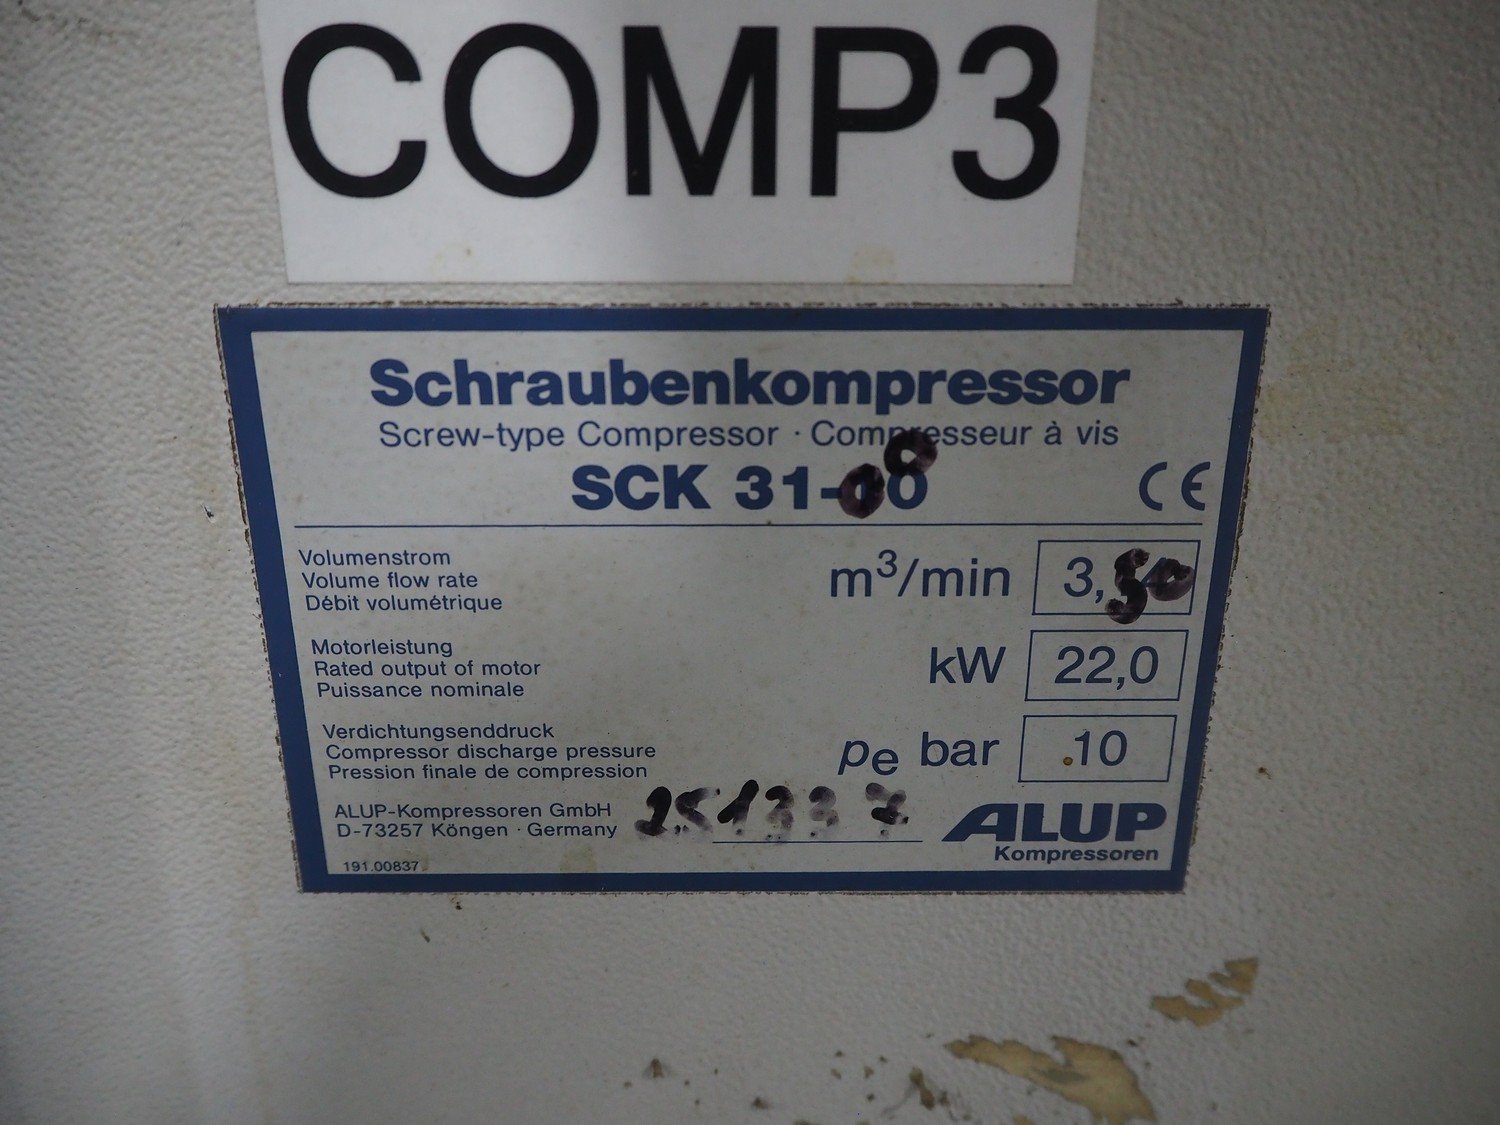 COMP3
Schraubenkompressor
Screw-type Compressor · Compresseur à vis
SCK 31-08
CE
Volumenstrom
Volume flow rate
Débit volumétrique
m³/min 3,50
Motorleistung
Rated output of motor
Puissance nominale
kW 22,0
Verdichtungsenddruck
Compressor discharge pressure
Pression finale de compression
pe bar 10
ALUP-Kompressoren GmbH
D-73257 Köngen · Germany
251337
ALUP
Kompressoren
191.00837